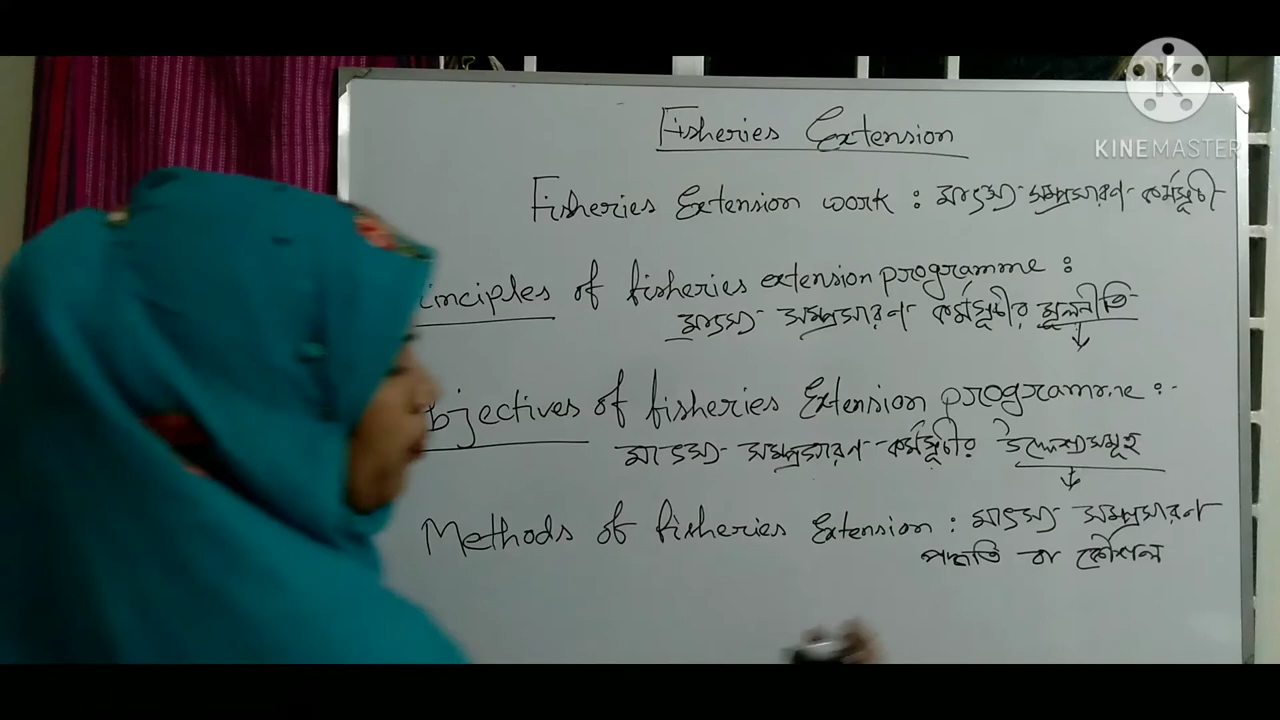 Fisheries Extension
KINEMASTER
Fisheries Extension work : মাৎস্য সম্প্রসারণ কর্মসূচী
inciples of fisheries extension programme :
মাৎস্য সম্প্রসারণ কর্মসূচীর মূলনীতি
bjectives of fisheries Extension programme :-
মাৎস্য সম্প্রসারণ কর্মসূচীর উদ্দেশ্যসমূহ
Methods of fisheries Extension : মাৎস্য সম্প্রসারণ
পদ্ধতি বা কৌশল